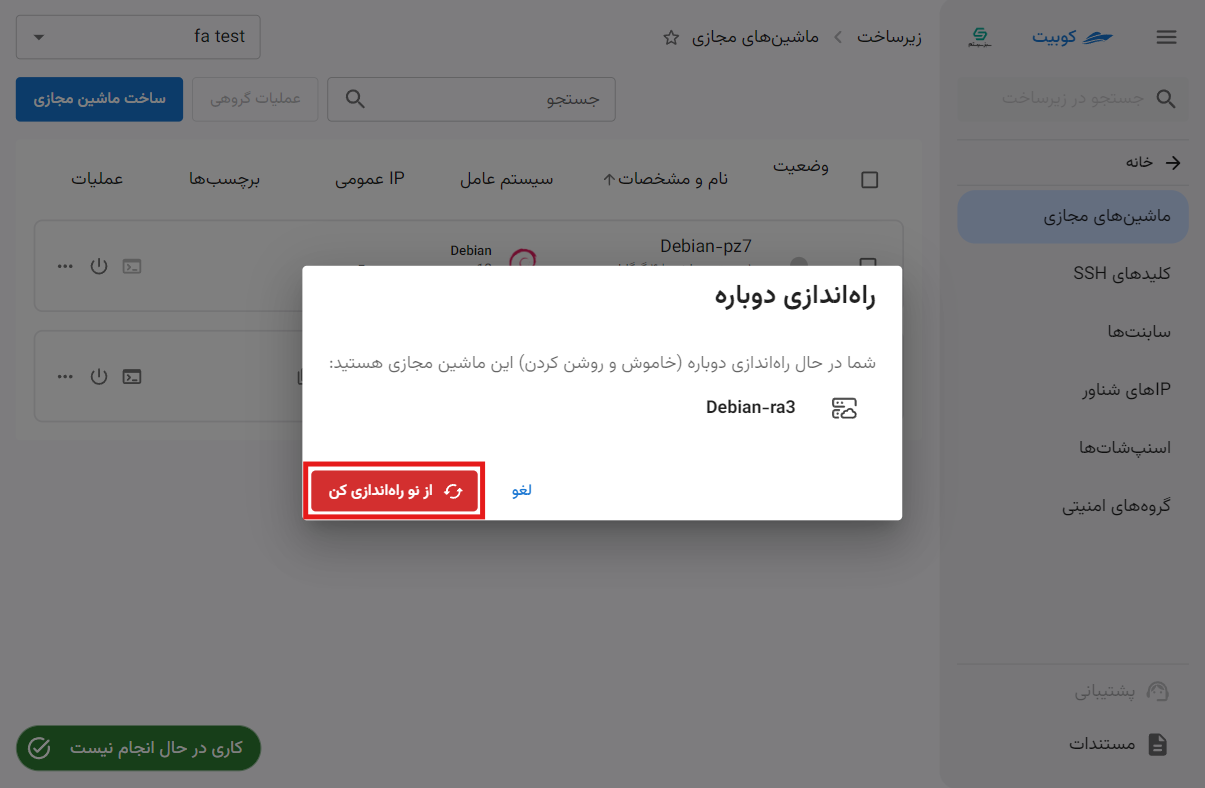 کوبیت
جستجو در زیرساخت
خانه
ماشین‌های مجازی
کلیدهای SSH
سابنت‌ها
IPهای شناور
اسنپ‌شات‌ها
گروه‌های امنیتی
پشتیبانی
مستندات
زیرساخت
ماشین‌های مجازی
fa test
جستجو
عملیات گروهی
ساخت ماشین مجازی
وضعیت
نام و مشخصات
سیستم عامل
IP عمومی
برچسب‌ها
عملیات
Debian-pz7
Debian
راه‌اندازی دوباره
شما در حال راه‌اندازی دوباره (خاموش و روشن کردن) این ماشین مجازی هستید:
Debian-ra3
لغو
از نو راه‌اندازی کن
کاری در حال انجام نیست